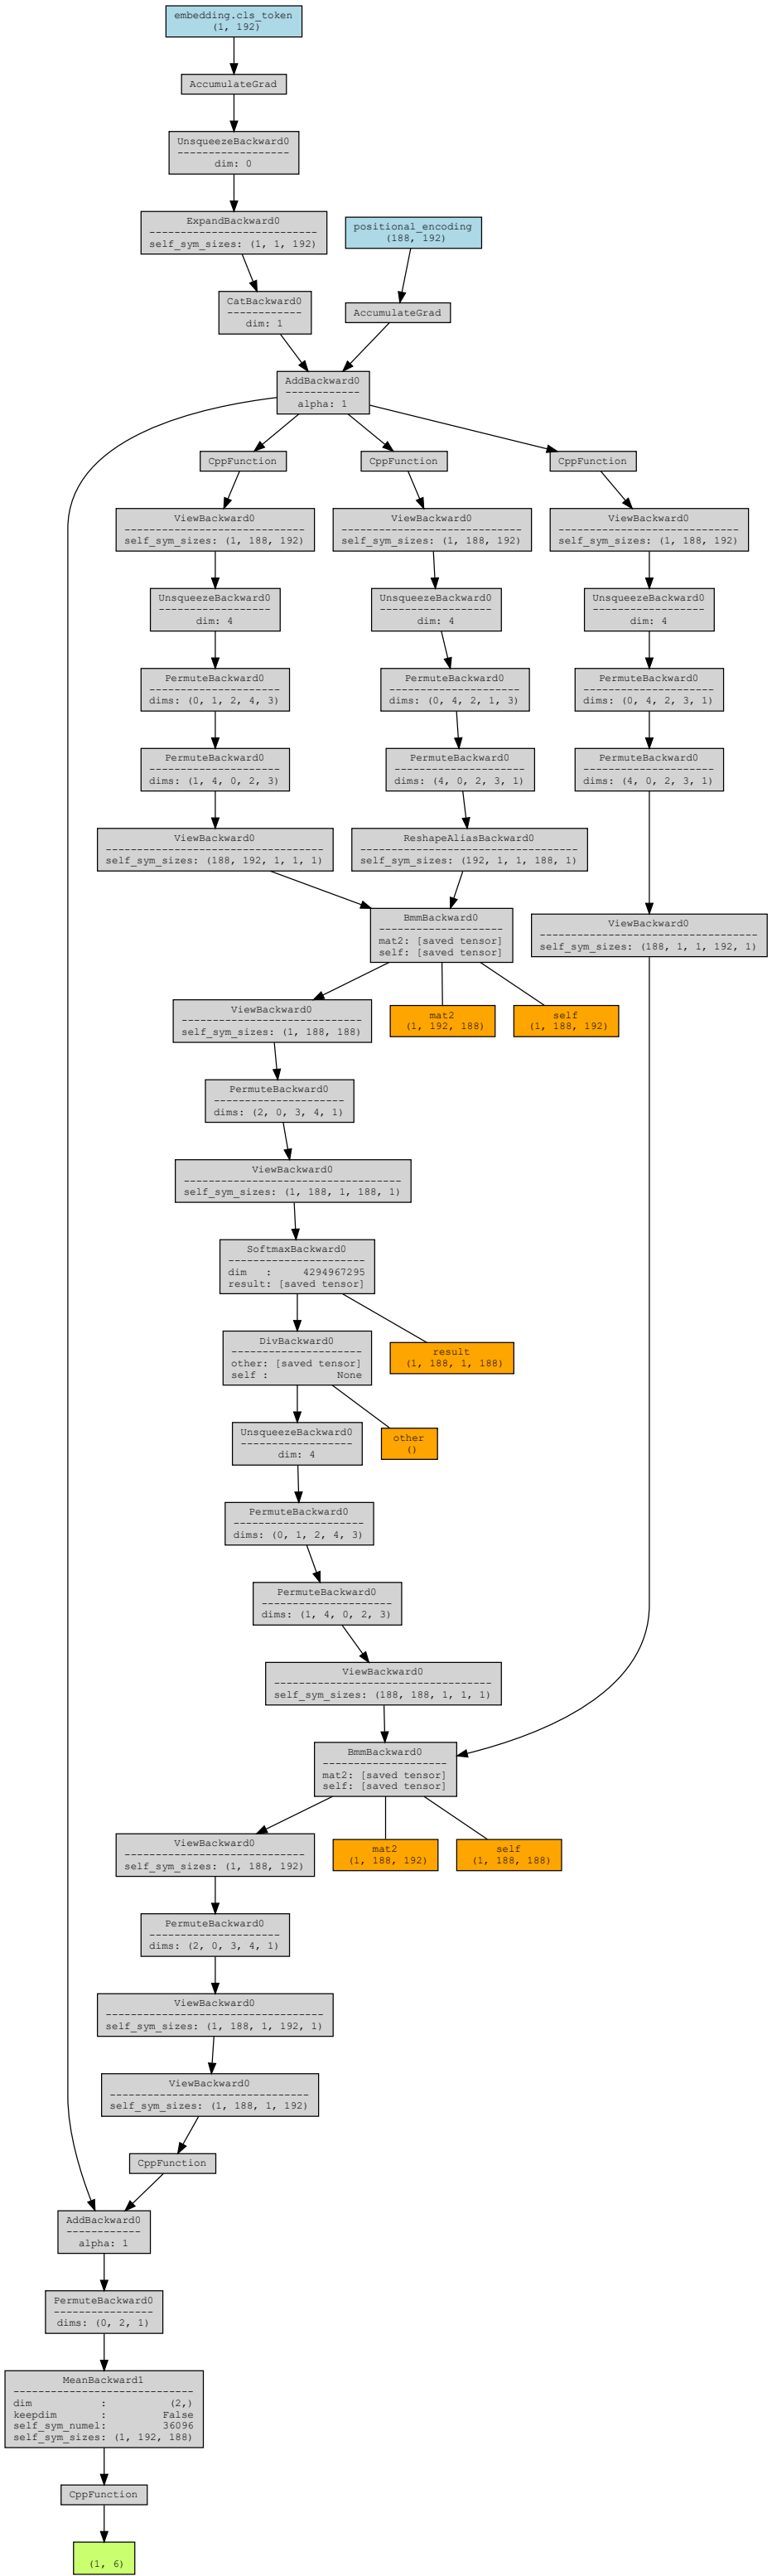 embedding.cls_token
(1, 192)
AccumulateGrad
UnsqueezeBackward0
------------------
dim: 0
ExpandBackward0
---------------------------
self_sym_sizes: (1, 1, 192)
positional_encoding
(188, 192)
CatBackward0
------------
dim: 1
AccumulateGrad
AddBackward0
------------
alpha: 1
CppFunction
CppFunction
CppFunction
ViewBackward0
-----------------------------
self_sym_sizes: (1, 188, 192)
ViewBackward0
-----------------------------
self_sym_sizes: (1, 188, 192)
ViewBackward0
-----------------------------
self_sym_sizes: (1, 188, 192)
UnsqueezeBackward0
------------------
dim: 4
UnsqueezeBackward0
------------------
dim: 4
UnsqueezeBackward0
------------------
dim: 4
PermuteBackward0
---------------------
dims: (0, 1, 2, 4, 3)
PermuteBackward0
---------------------
dims: (0, 4, 2, 1, 3)
PermuteBackward0
---------------------
dims: (0, 4, 2, 3, 1)
PermuteBackward0
---------------------
dims: (1, 4, 0, 2, 3)
PermuteBackward0
---------------------
dims: (4, 0, 2, 3, 1)
PermuteBackward0
---------------------
dims: (4, 0, 2, 3, 1)
ViewBackward0
-----------------------------------
self_sym_sizes: (188, 192, 1, 1, 1)
ReshapeAliasBackward0
-----------------------------------
self_sym_sizes: (192, 1, 1, 188, 1)
BmmBackward0
--------------------
mat2: [saved tensor]
self: [saved tensor]
ViewBackward0
-----------------------------------
self_sym_sizes: (188, 1, 1, 192, 1)
ViewBackward0
-----------------------------
self_sym_sizes: (1, 188, 188)
mat2
(1, 192, 188)
self
(1, 188, 192)
PermuteBackward0
---------------------
dims: (2, 0, 3, 4, 1)
ViewBackward0
-----------------------------------
self_sym_sizes: (1, 188, 1, 188, 1)
SoftmaxBackward0
----------------------
dim   :     4294967295
result: [saved tensor]
DivBackward0
---------------------
other: [saved tensor]
self :           None
result
(1, 188, 1, 188)
UnsqueezeBackward0
------------------
dim: 4
other
()
PermuteBackward0
---------------------
dims: (0, 1, 2, 4, 3)
PermuteBackward0
---------------------
dims: (1, 4, 0, 2, 3)
ViewBackward0
-----------------------------------
self_sym_sizes: (188, 188, 1, 1, 1)
BmmBackward0
--------------------
mat2: [saved tensor]
self: [saved tensor]
ViewBackward0
-----------------------------
self_sym_sizes: (1, 188, 192)
mat2
(1, 188, 192)
self
(1, 188, 188)
PermuteBackward0
---------------------
dims: (2, 0, 3, 4, 1)
ViewBackward0
-----------------------------------
self_sym_sizes: (1, 188, 1, 192, 1)
ViewBackward0
--------------------------------
self_sym_sizes: (1, 188, 1, 192)
CppFunction
AddBackward0
------------
alpha: 1
PermuteBackward0
----------------
dims: (0, 2, 1)
MeanBackward1
-----------------------------
dim           :          (2,)
keepdim       :         False
self_sym_numel:         36096
self_sym_sizes: (1, 192, 188)
CppFunction
(1, 6)